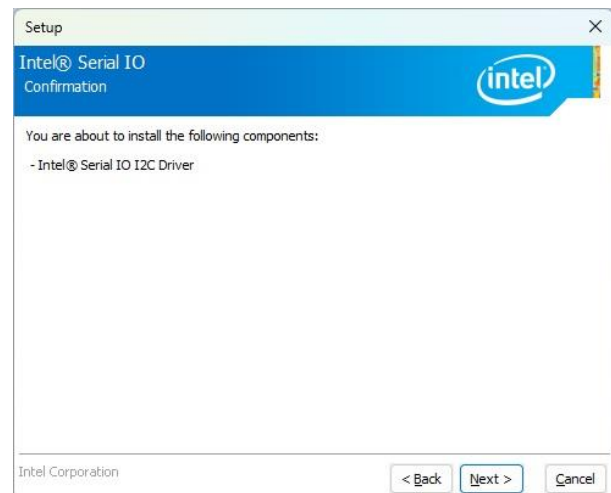 Setup
Intel® Serial IO
Confirmation
intel
You are about to install the following components:
- Intel® Serial IO I2C Driver
Intel Corporation
< Back
Next >
Cancel